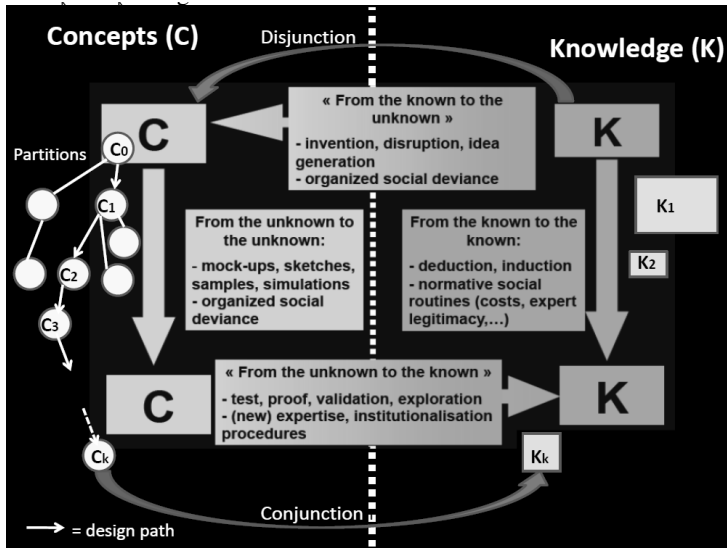 Concepts (C)
Disjunction
Knowledge (K)
« From the known to the
unknown »
- invention, disruption, idea
generation
- organized social deviance
C
K
Partitions
C0
C1
C2
C3
K1
K2
From the unknown to
the unknown:
- mock-ups, sketches,
samples, simulations
- organized social
deviance
From the known to the
known:
- deduction, induction
- normative social
routines (costs, expert
legitimacy,...)
C
K
« From the unknown to the known »
- test, proof, validation, exploration
- (new) expertise, institutionalisation
procedures
Ck
Kk
Conjunction
= design path